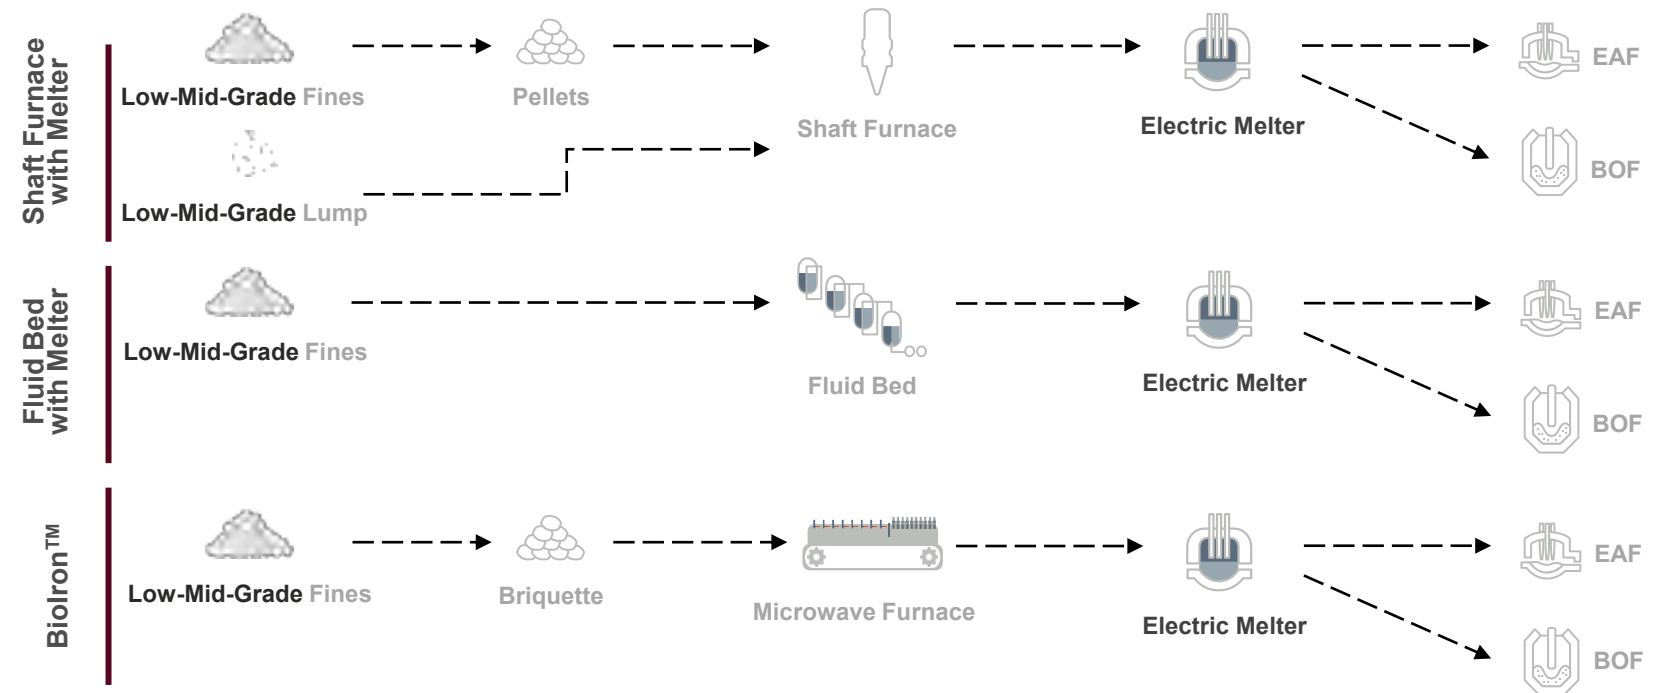 Shaft Furnace
with Melter
Low-Mid-Grade Fines
Pellets
Shaft Furnace
Electric Melter
EAF
BOF
Low-Mid-Grade Lump
Fluid Bed
with Melter
Low-Mid-Grade Fines
Fluid Bed
Electric Melter
EAF
BOF
BioIron™
Low-Mid-Grade Fines
Briquette
Microwave Furnace
Electric Melter
EAF
BOF